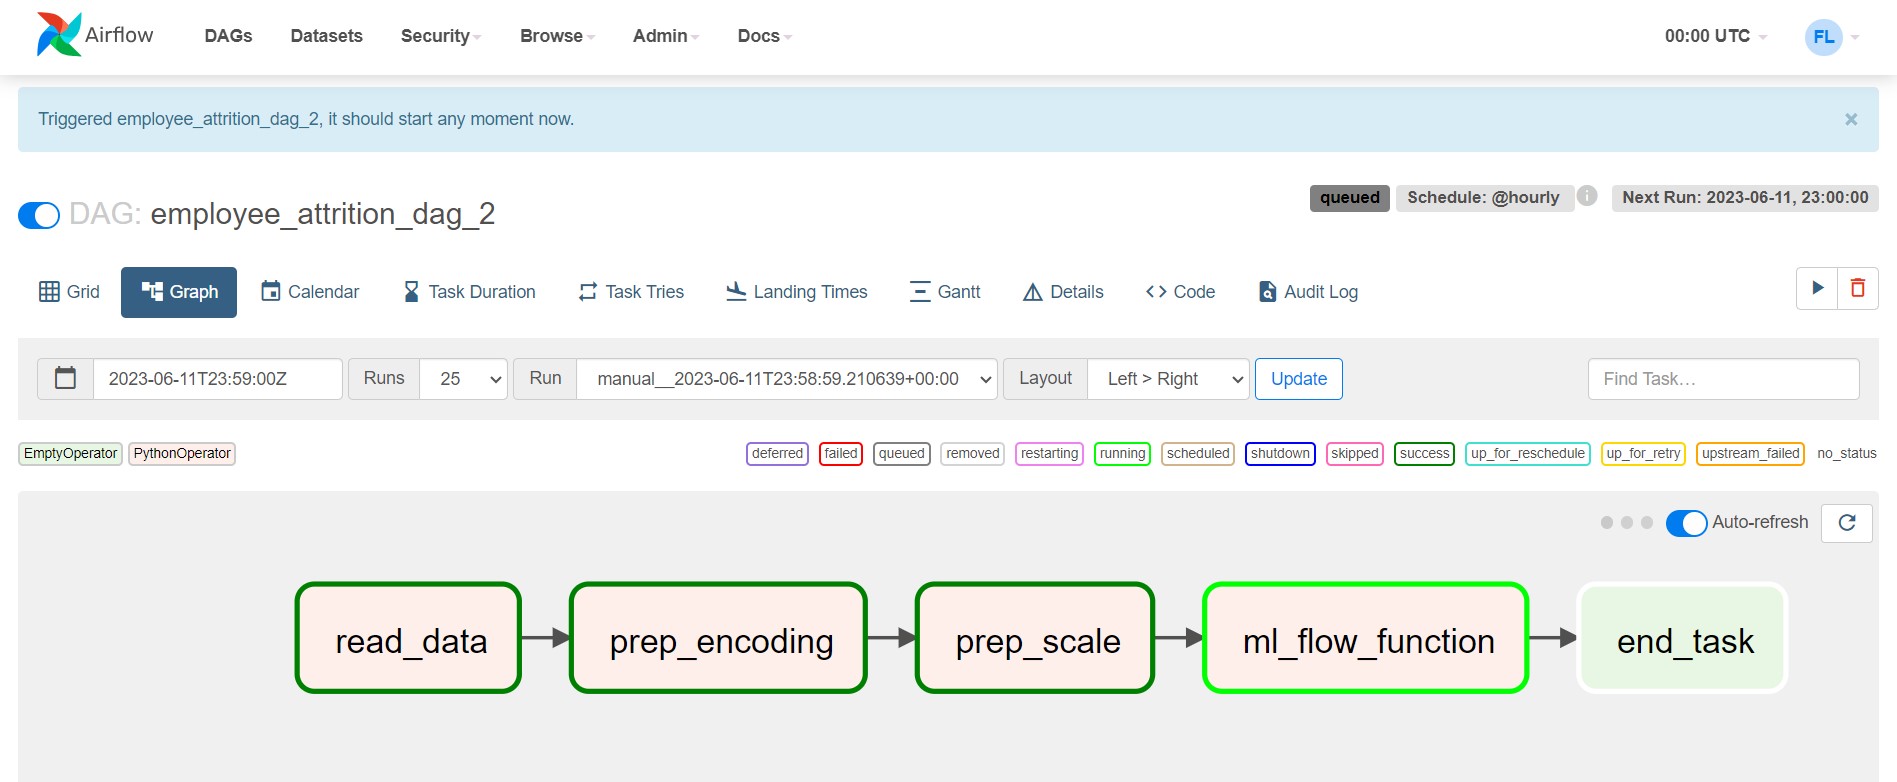 Airflow DAGs Datasets Security Browse Admin Docs 00:00 UTC FL
Triggered employee_attrition_dag_2, it should start any moment now. ×
DAG: employee_attrition_dag_2 queued Schedule: @hourly i Next Run: 2023-06-11, 23:00:00
Grid Graph Calendar Task Duration Task Tries Landing Times Gantt Details Code Audit Log
2023-06-11T23:59:00Z Runs 25 Run manual__2023-06-11T23:58:59.210639+00:00 Layout Left > Right Update Find Task…
EmptyOperator PythonOperator deferred failed queued removed restarting running scheduled shutdown skipped success up_for_reschedule up_for_retry upstream_failed no_status
Auto-refresh
read_data prep_encoding prep_scale ml_flow_function end_task